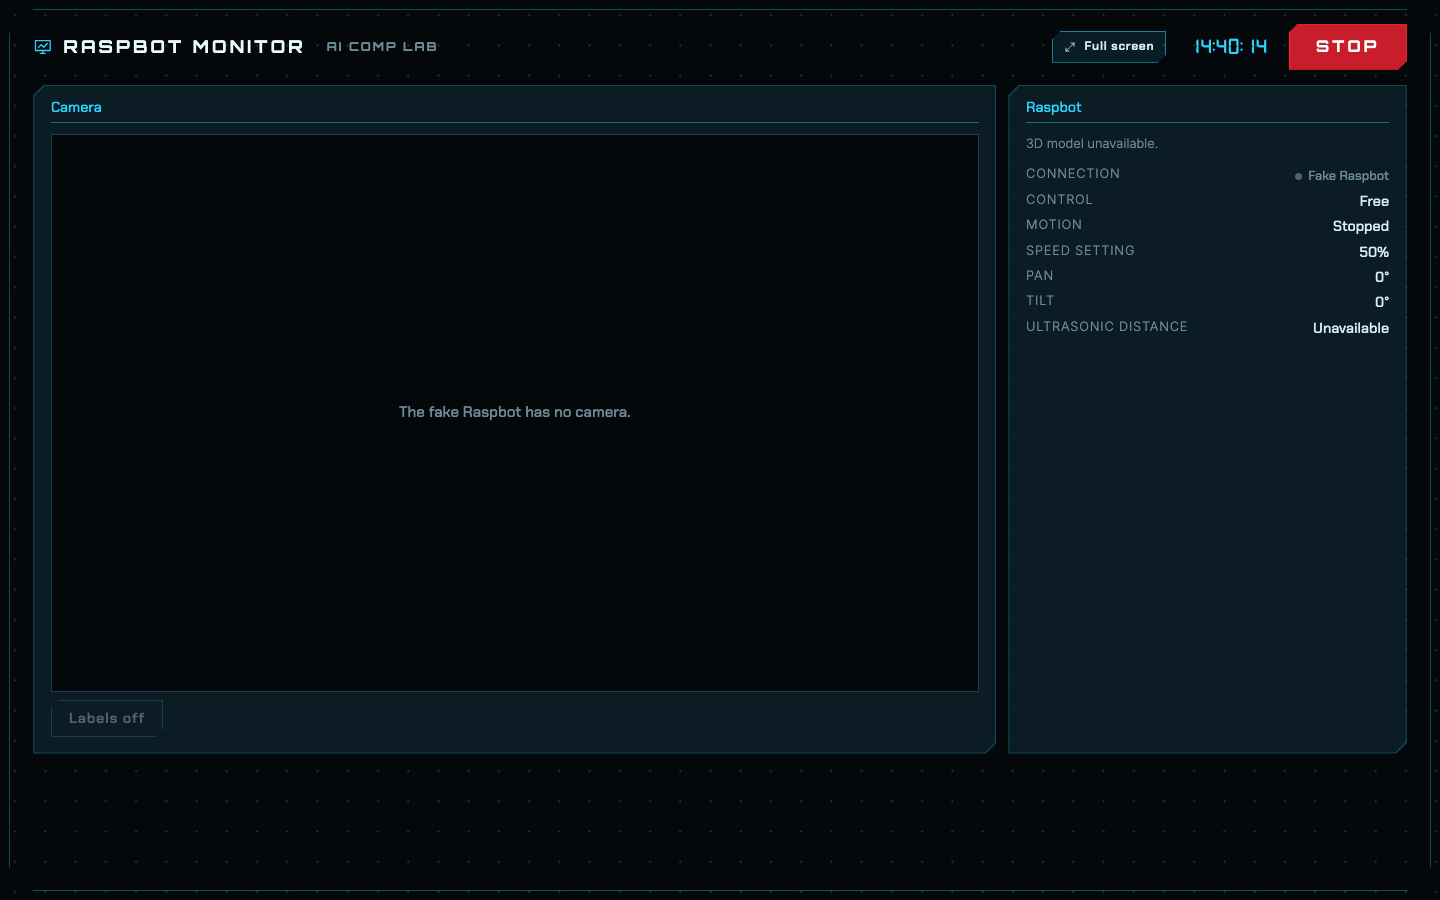 RASPBOT MONITOR AI COMP LAB Full screen 14:40:14 STOP
Camera
The fake Raspbot has no camera.
Labels off
Raspbot
3D model unavailable.
CONNECTION Fake Raspbot
CONTROL Free
MOTION Stopped
SPEED SETTING 50%
PAN 0°
TILT 0°
ULTRASONIC DISTANCE Unavailable